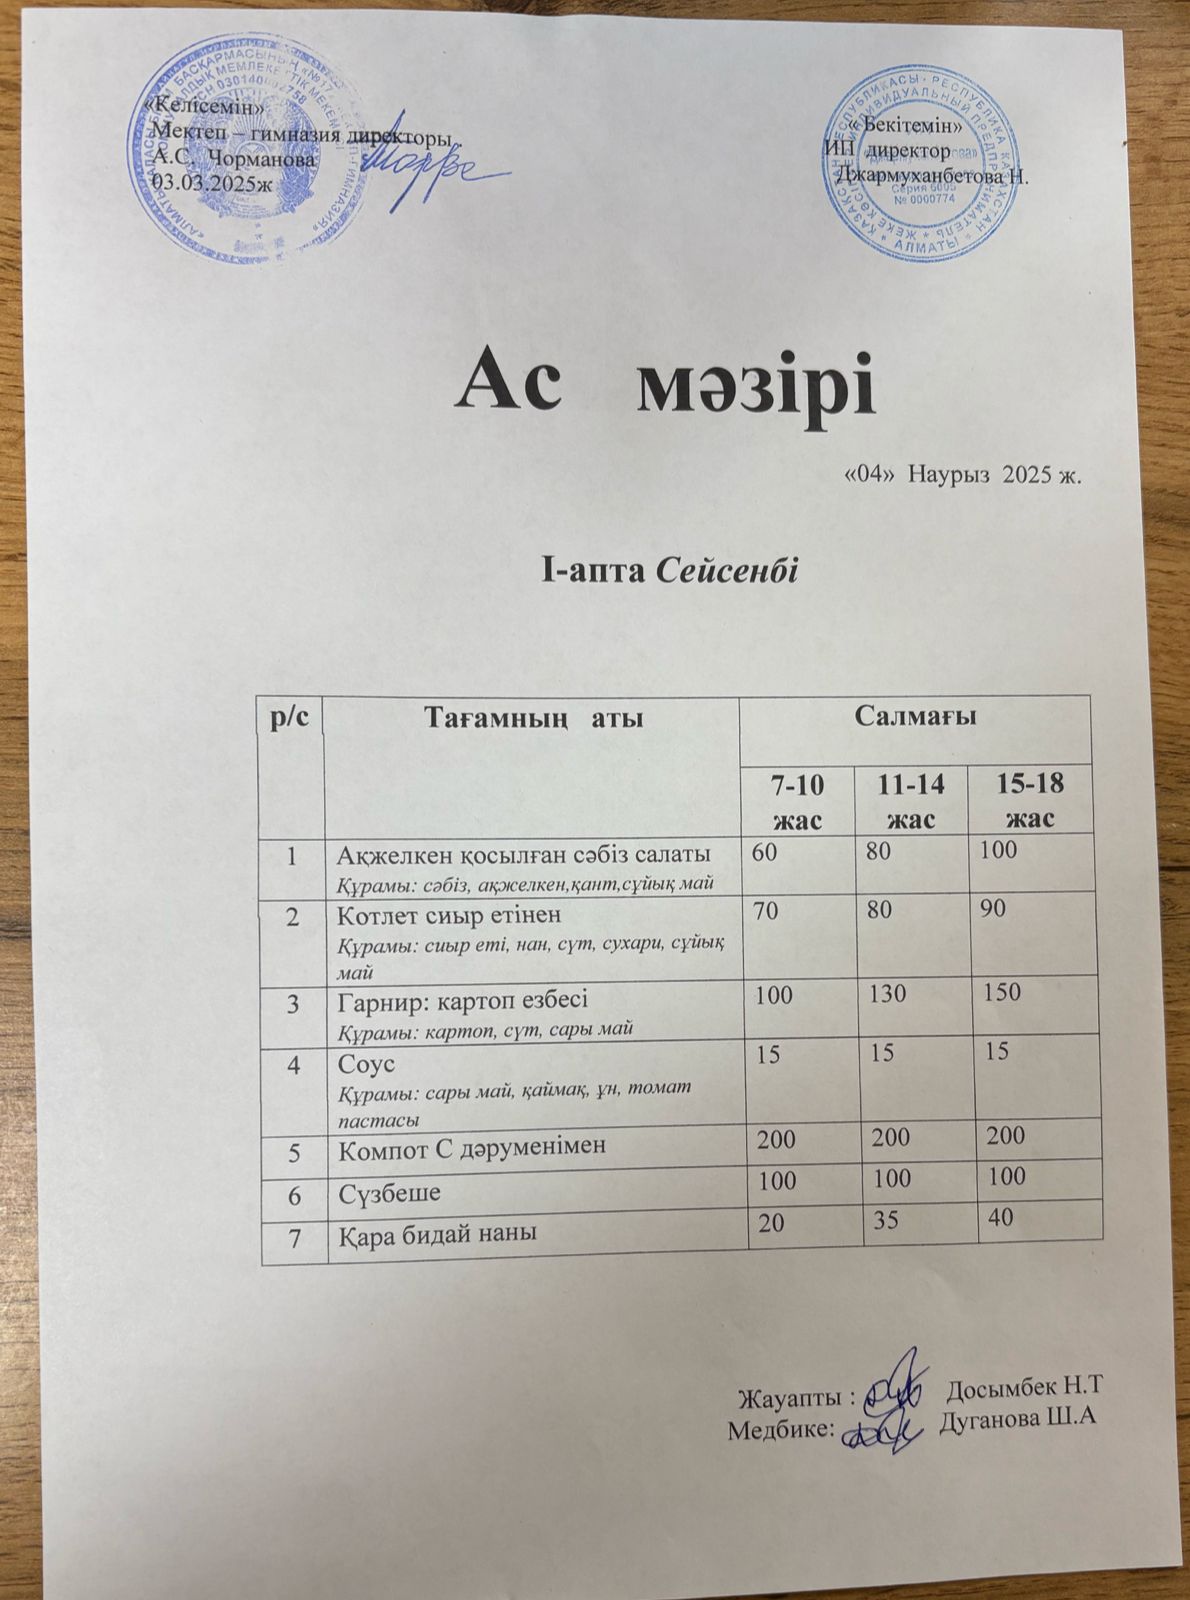 «Келісемін»
Мектеп – гимназия директоры
А.С. Чорманова
03.03.2025ж
« Бекітемін»
ИП директор
Джармуханбетова Н.
Серия 6005
№ 0000774
Ас мәзірі
«04» Наурыз 2025 ж.
І-апта Сейсенбі
р/с Тағамның аты Салмағы
7-10 жас 11-14 жас 15-18 жас
1 Ақжелкен қосылған сәбіз салаты 60 80 100
Құрамы: сәбіз, ақжелкен,қант,сұйық май
2 Котлет сиыр етінен 70 80 90
Құрамы: сиыр еті, нан, сүт, сухари, сұйық
май
3 Гарнир: картоп езбесі 100 130 150
Құрамы: картоп, сүт, сары май
4 Соус 15 15 15
Құрамы: сары май, қаймақ, ұн, томат
пастасы
5 Компот С дәруменімен 200 200 200
6 Сүзбеше 100 100 100
7 Қара бидай наны 20 35 40
Жауапты : Досымбек Н.Т
Медбике: Дуганова Ш.А